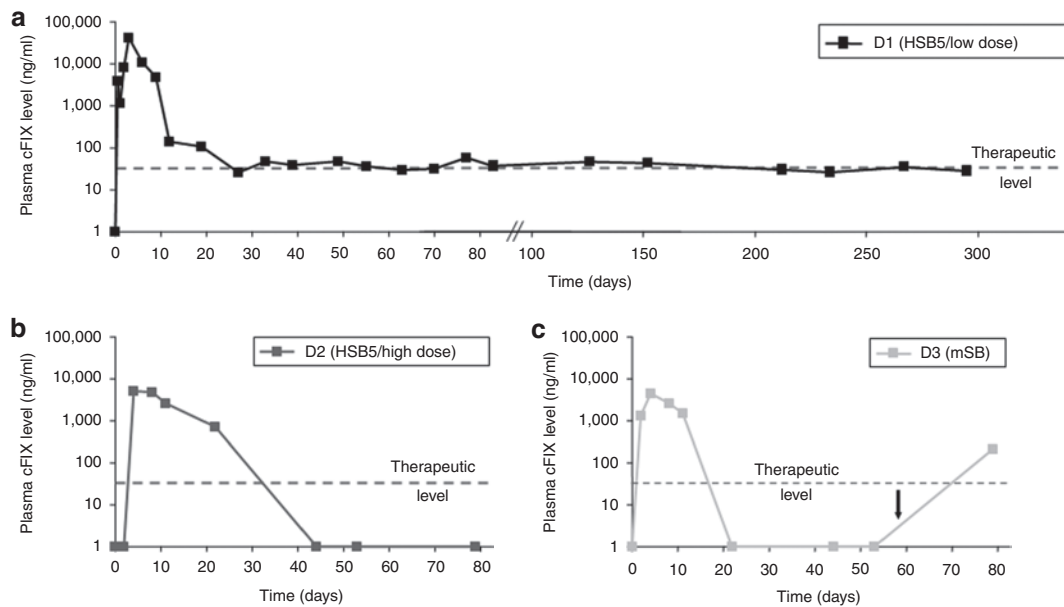 a
100,000
10,000
1,000
100
10
1
Plasma cFIX level (ng/ml)
D1 (HSB5/low dose)
Therapeutic
level
0 10 20 30 40 50 60 70 80 100 150 200 250 300
Time (days)
b
100,000
10,000
1,000
100
10
1
Plasma cFIX level (ng/ml)
D2 (HSB5/high dose)
Therapeutic
level
0 10 20 30 40 50 60 70 80
Time (days)
c
100,000
10,000
1,000
100
10
1
Plasma cFIX level (ng/ml)
D3 (mSB)
Therapeutic
level
0 10 20 30 40 50 60 70 80
Time (days)